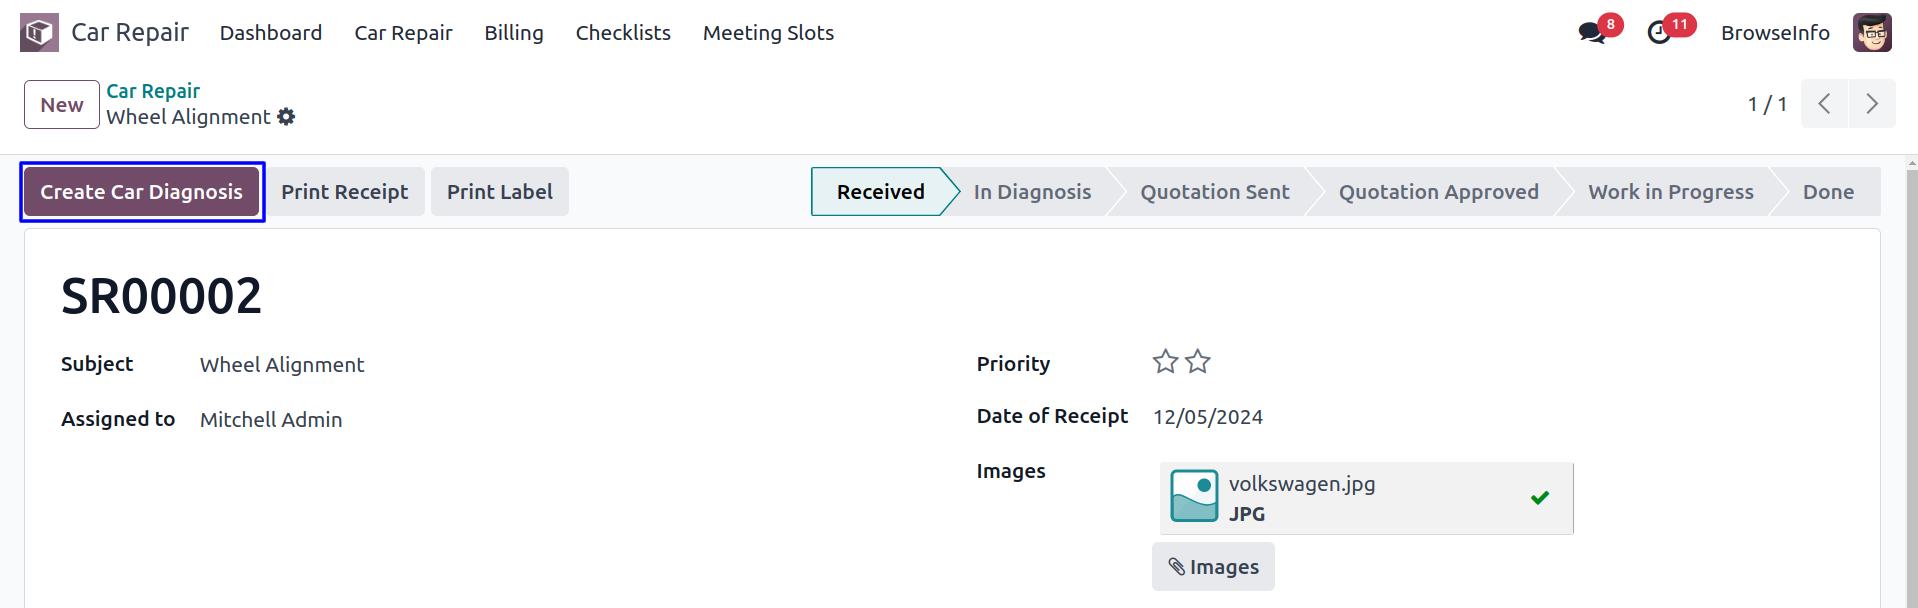 Car Repair Dashboard Car Repair Billing Checklists Meeting Slots 8 11 BrowseInfo
New Car Repair 1 / 1
Wheel Alignment
Create Car Diagnosis Print Receipt Print Label Received In Diagnosis Quotation Sent Quotation Approved Work in Progress Done
SR00002
Subject Wheel Alignment Priority
Assigned to Mitchell Admin Date of Receipt 12/05/2024
Images volkswagen.jpg
JPG
Images